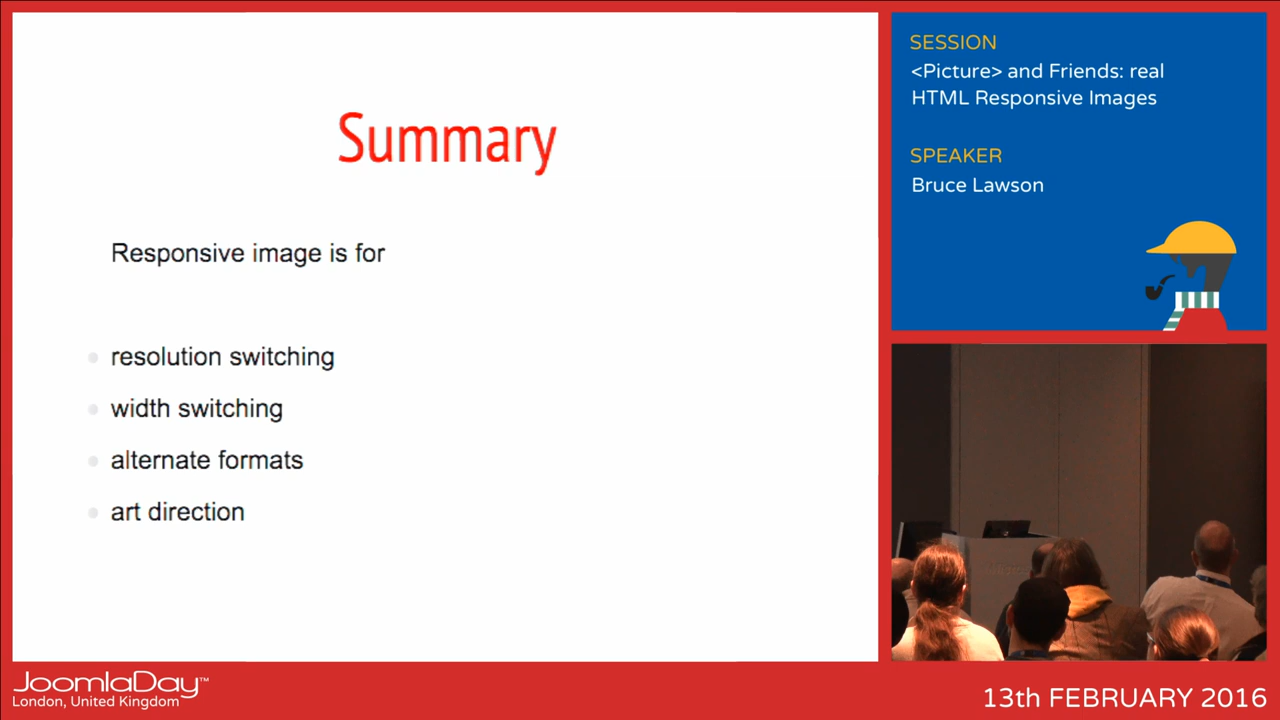 Summary
Responsive image is for
resolution switching
width switching
alternate formats
art direction
SESSION
<Picture> and Friends: real
HTML Responsive Images
SPEAKER
Bruce Lawson
JoomlaDay™
London, United Kingdom
13th FEBRUARY 2016